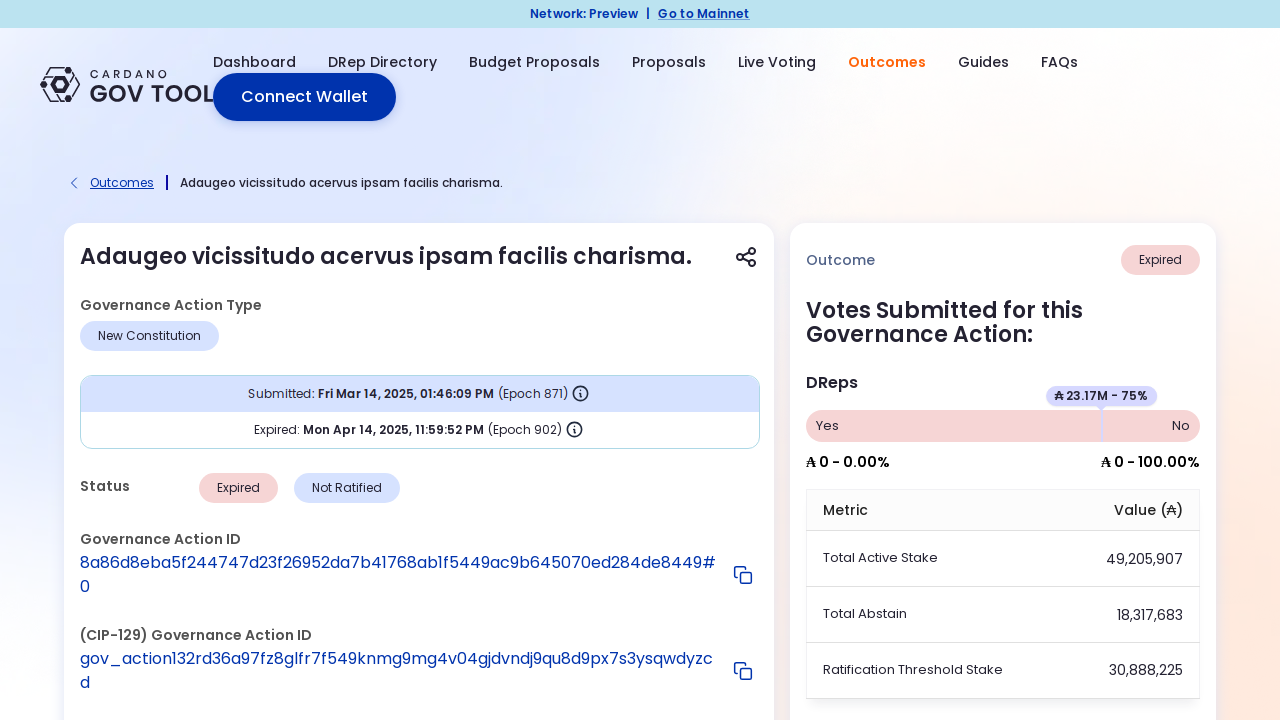 Network: Preview | Go to Mainnet
CARDANO
GOV TOOL
Dashboard DRep Directory Budget Proposals Proposals Live Voting Outcomes Guides FAQs
Connect Wallet
Outcomes | Adaugeo vicissitudo acervus ipsam facilis charisma.
Adaugeo vicissitudo acervus ipsam facilis charisma.
Governance Action Type
New Constitution
Submitted: Fri Mar 14, 2025, 01:46:09 PM (Epoch 871)
Expired: Mon Apr 14, 2025, 11:59:52 PM (Epoch 902)
Status Expired Not Ratified
Governance Action ID
8a86d8eba5f244747d23f26952da7b41768ab1f5449ac9b645070ed284de8449#
0
(CIP-129) Governance Action ID
gov_action132rd36a97fz8glfr7f549knmg9mg4v04gjdvndj9qu8d9px7s3ysqwdyzc
d
Outcome Expired
Votes Submitted for this
Governance Action:
DReps
₳ 23.17M - 75%
Yes No
₳ 0 - 0.00% ₳ 0 - 100.00%
Metric Value (₳)
Total Active Stake 49,205,907
Total Abstain 18,317,683
Ratification Threshold Stake 30,888,225